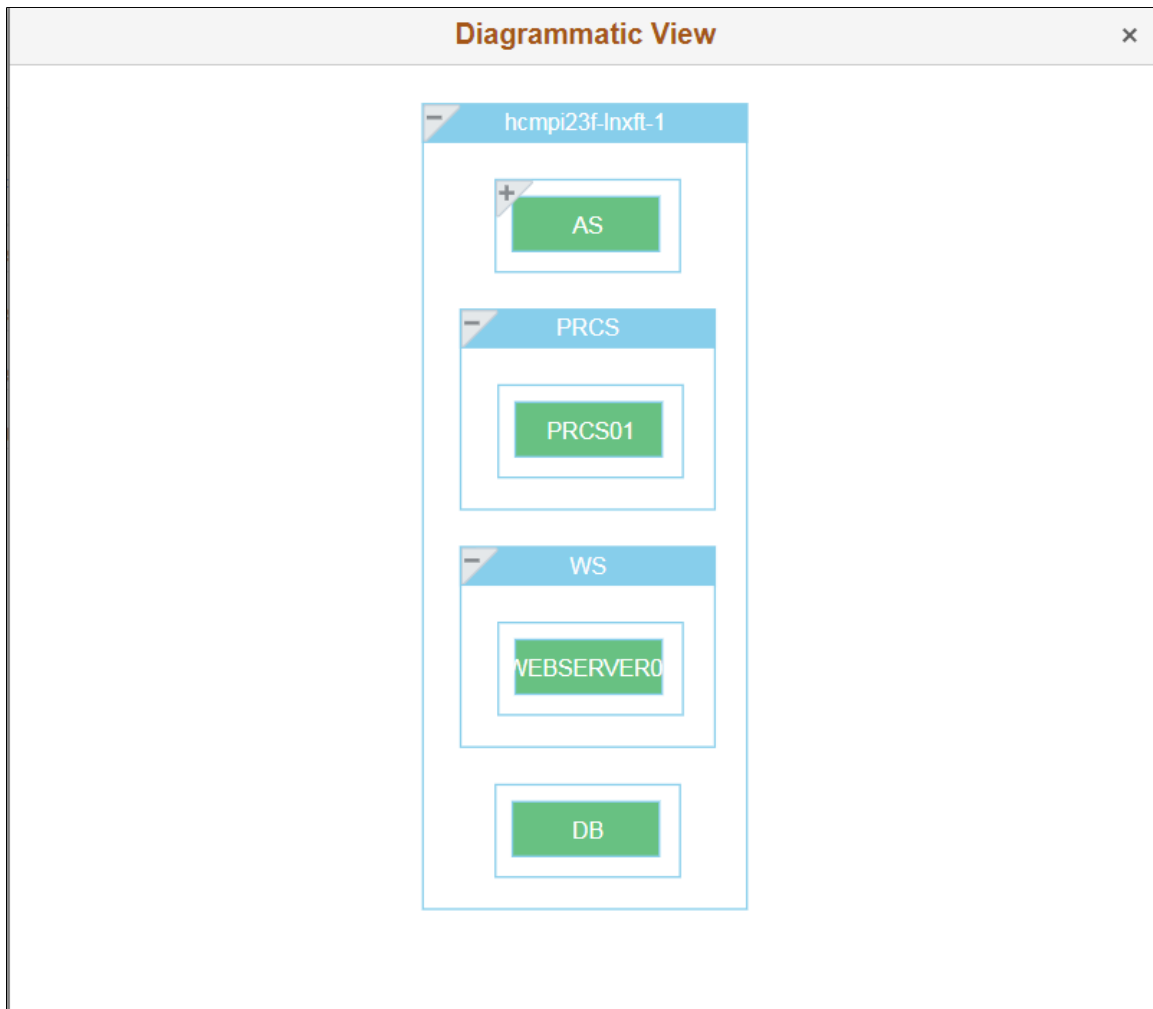 Diagrammatic View
hcmpi23f-lnxft-1
AS
PRCS
PRCS01
WS
WEBSERVER0
DB